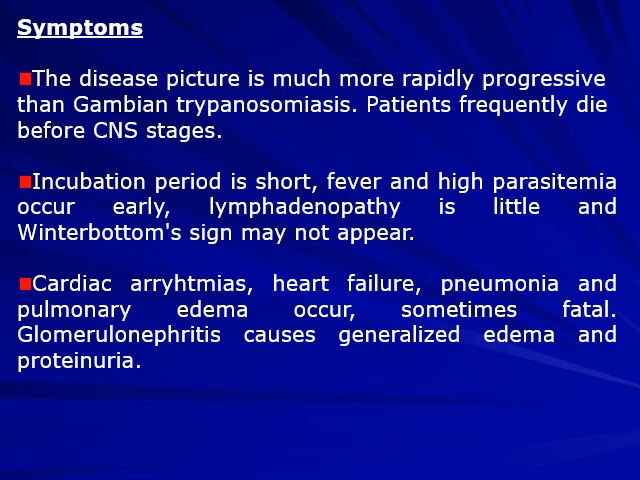 Symptoms
The disease picture is much more rapidly progressive
than Gambian trypanosomiasis. Patients frequently die
before CNS stages.
Incubation period is short, fever and high parasitemia
occur early, lymphadenopathy is little and
Winterbottom's sign may not appear.
Cardiac arryhtmias, heart failure, pneumonia and
pulmonary edema occur, sometimes fatal.
Glomerulonephritis causes generalized edema and
proteinuria.